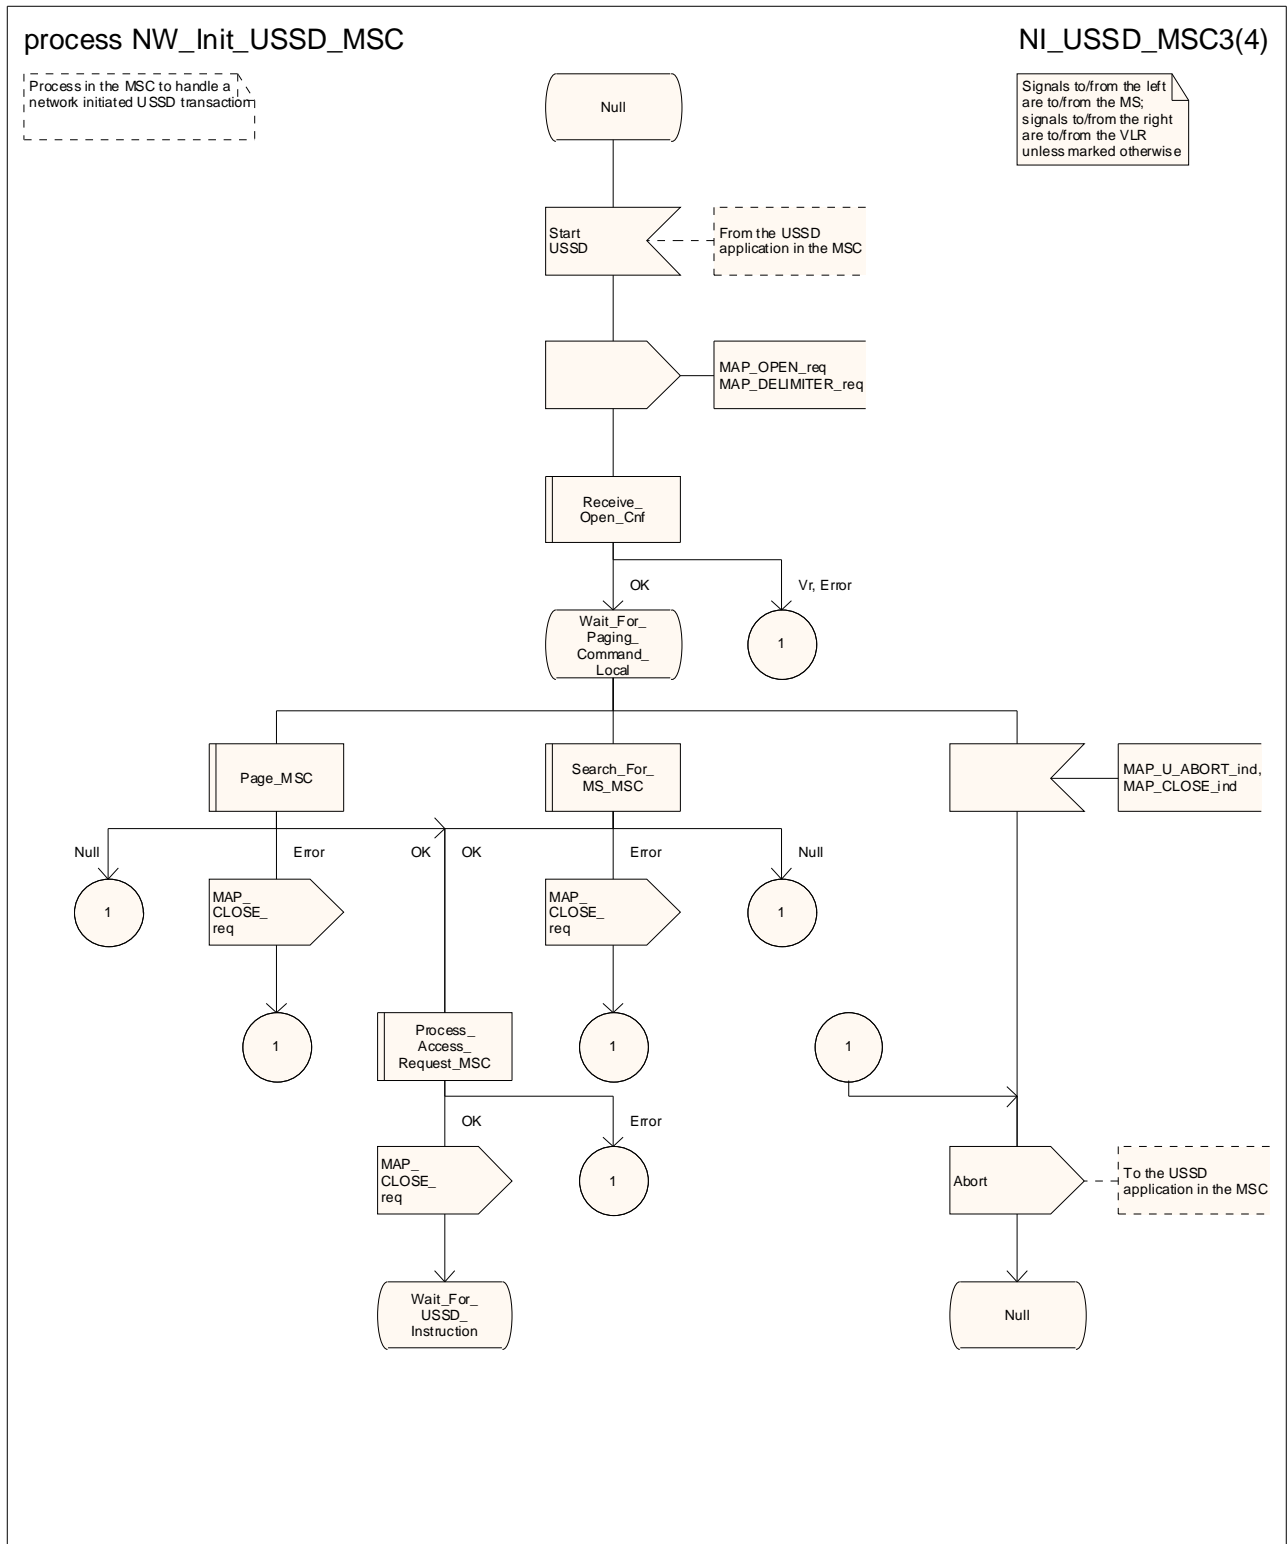 process NW_Init_USSD_MSC
NI_USSD_MSC3(4)
Process in the MSC to handle a
network initiated USSD transaction
Signals to/from the left
are to/from the MS;
signals to/from the right
are to/from the VLR
unless marked otherwise
Null
Start
USSD
From the USSD
application in the MSC
MAP_OPEN_req
MAP_DELIMITER_req
Receive_
Open_Cnf
OK
Vr, Error
Wait_For_
Paging_
Command_
Local
1
Page_MSC
Search_For_
MS_MSC
MAP_U_ABORT_ind,
MAP_CLOSE_ind
Null
Error
OK
OK
Error
Null
1
MAP_
CLOSE_
req
MAP_
CLOSE_
req
1
1
Process_
Access_
Request_MSC
1
1
OK
Error
MAP_
CLOSE_
req
1
Abort
To the USSD
application in the MSC
Wait_For_
USSD_
Instruction
Null